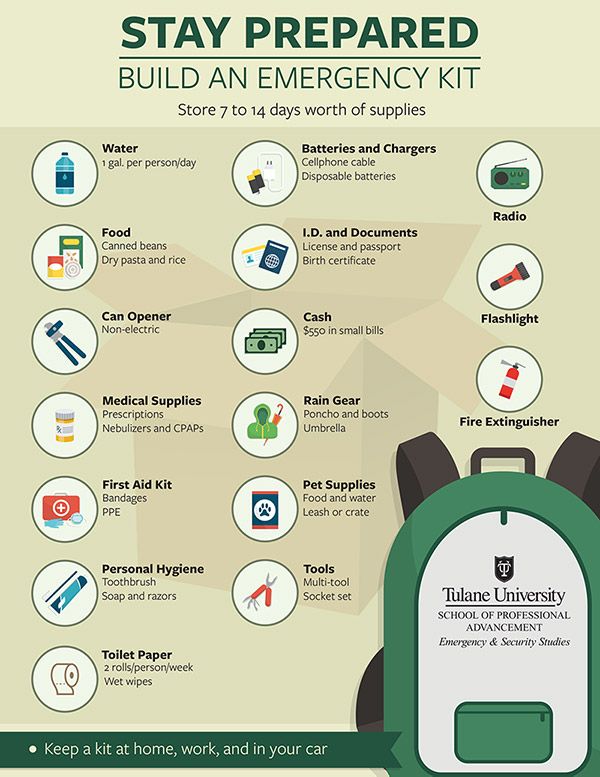 STAY PREPARED
BUILD AN EMERGENCY KIT
Store 7 to 14 days worth of supplies
Water
1 gal. per person/day
Food
Canned beans
Dry pasta and rice
Can Opener
Non-electric
Medical Supplies
Prescriptions
Nebulizers and CPAPs
First Aid Kit
Bandages
PPE
Personal Hygiene
Toothbrush
Soap and razors
Toilet Paper
2 rolls/person/week
Wet wipes
Batteries and Chargers
Cellphone cable
Disposable batteries
I.D. and Documents
License and passport
Birth certificate
Cash
$550 in small bills
Rain Gear
Poncho and boots
Umbrella
Pet Supplies
Food and water
Leash or crate
Tools
Multi-tool
Socket set
Radio
Flashlight
Fire Extinguisher
Tulane University
SCHOOL OF PROFESSIONAL
ADVANCEMENT
Emergency & Security Studies
• Keep a kit at home, work, and in your car